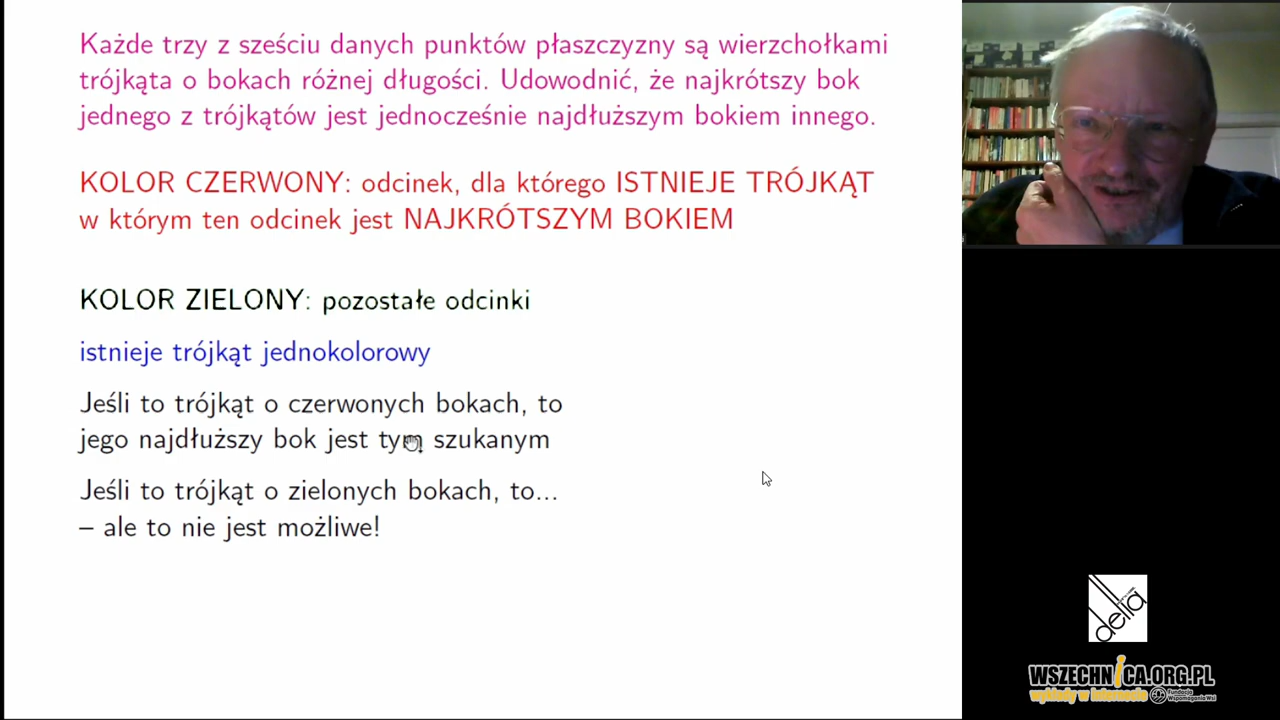 Każde trzy z sześciu danych punktów płaszczyzny są wierzchołkami
trójkąta o bokach różnej długości. Udowodnić, że najkrótszy bok
jednego z trójkątów jest jednocześnie najdłuższym bokiem innego.
KOLOR CZERWONY: odcinek, dla którego ISTNIEJE TRÓJKĄT
w którym ten odcinek jest NAJKRÓTSZYM BOKIEM
KOLOR ZIELONY: pozostałe odcinki
istnieje trójkąt jednokolorowy
Jeśli to trójkąt o czerwonych bokach, to
jego najdłuższy bok jest tym szukanym
Jeśli to trójkąt o zielonych bokach, to...
– ale to nie jest możliwe!
delta
WSZECHNICA.ORG.PL
wykłady w internecie
Fundacja
Wspomagania Wsi